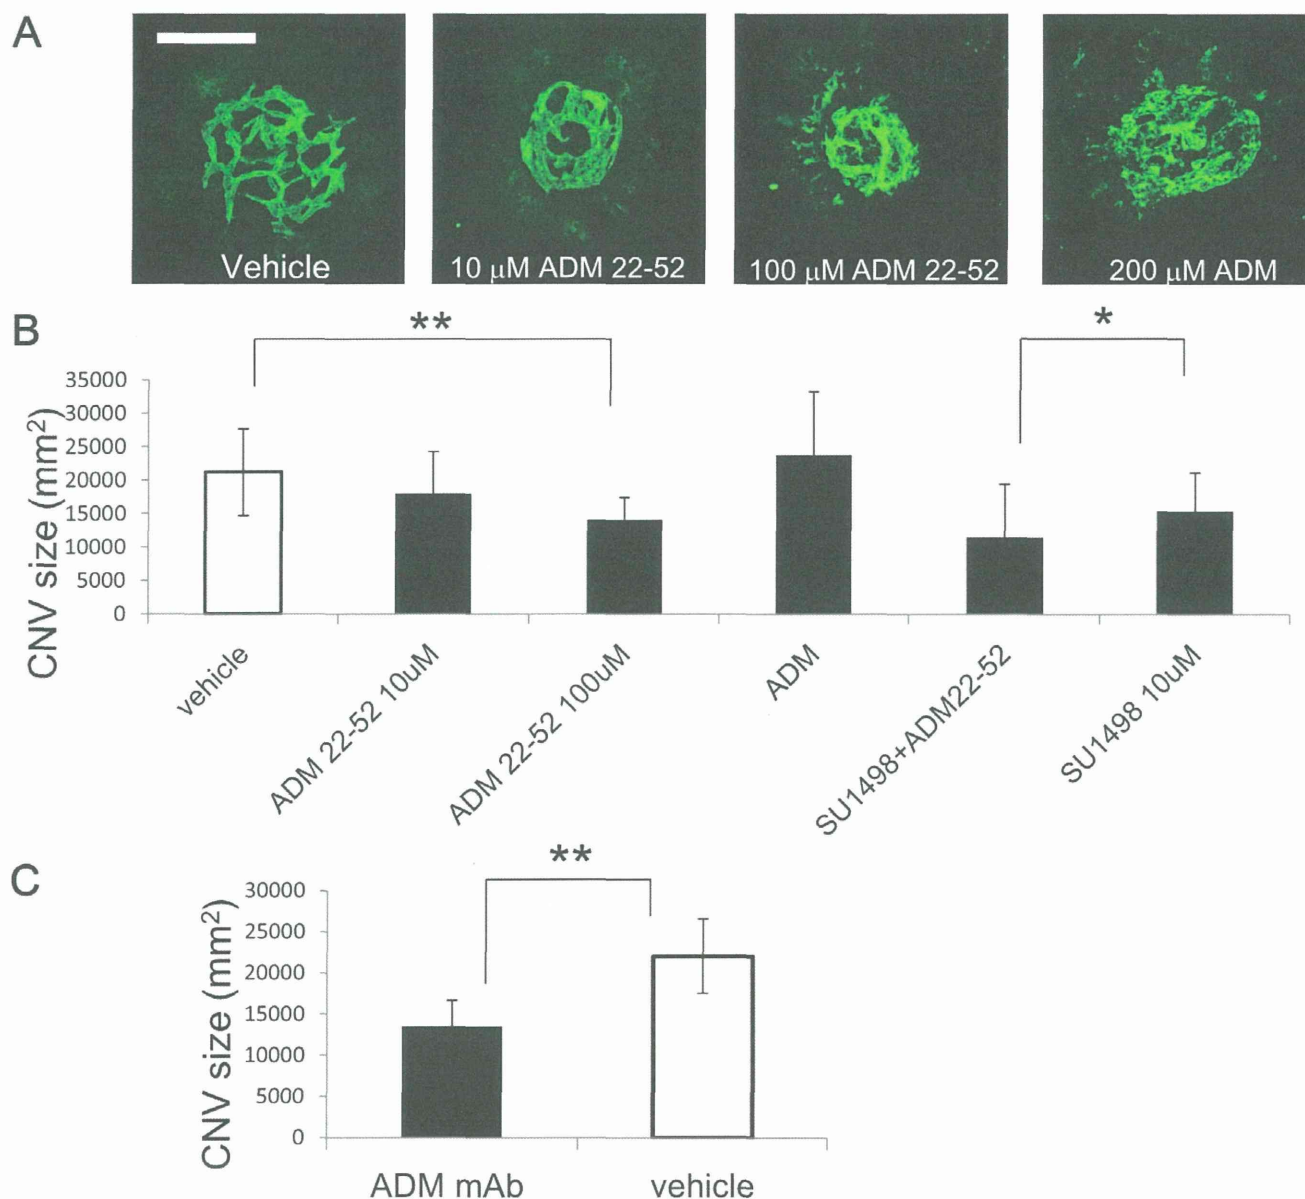 A
Vehicle
10 μM ADM 22-52
100 μM ADM 22-52
200 μM ADM
B
**
*
CNV size (mm²)
35000
30000
25000
20000
15000
10000
5000
0
vehicle
ADM 22-52 10uM
ADM 22-52 100uM
ADM
SU1498+ADM22-52
SU1498 10uM
C
**
CNV size (mm²)
30000
25000
20000
15000
10000
5000
0
ADM mAb
vehicle